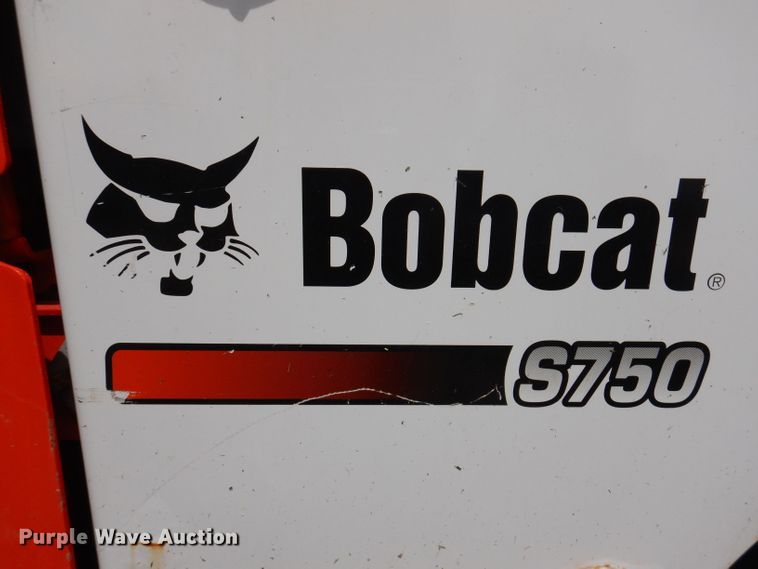 Bobcat ®
S750
Purple Wave Auction